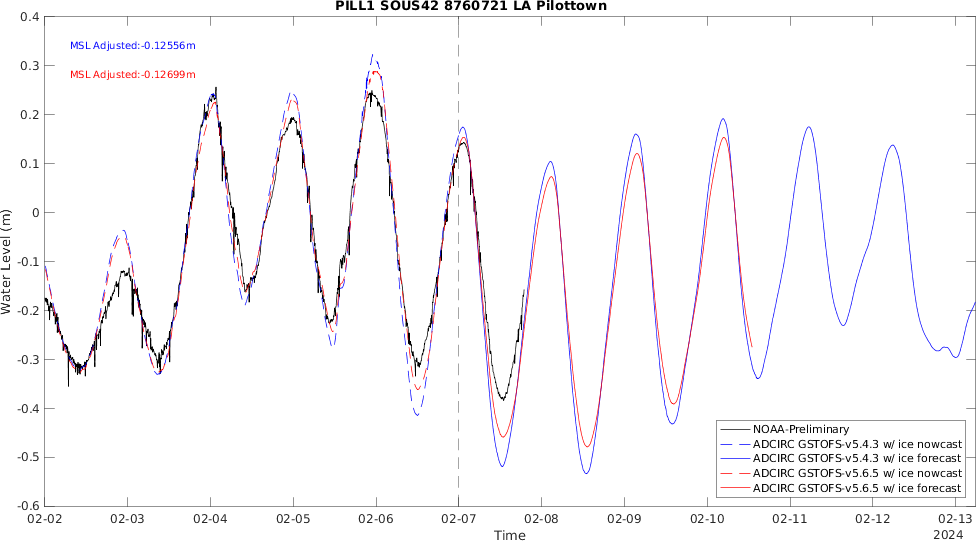 PILL1 SOUS42 8760721 LA Pilottown
MSL Adjusted:-0.12556m
MSL Adjusted:-0.12699m
0.4
0.3
0.2
0.1
0
-0.1
-0.2
-0.3
-0.4
-0.5
-0.6
Water Level (m)
NOAA-Preliminary
ADCIRC GSTOFS-v5.4.3 w/ ice nowcast
ADCIRC GSTOFS-v5.4.3 w/ ice forecast
ADCIRC GSTOFS-v5.6.5 w/ ice nowcast
ADCIRC GSTOFS-v5.6.5 w/ ice forecast
02-02 02-03 02-04 02-05 02-06 02-07 02-08 02-09 02-10 02-11 02-12 02-13
Time
2024